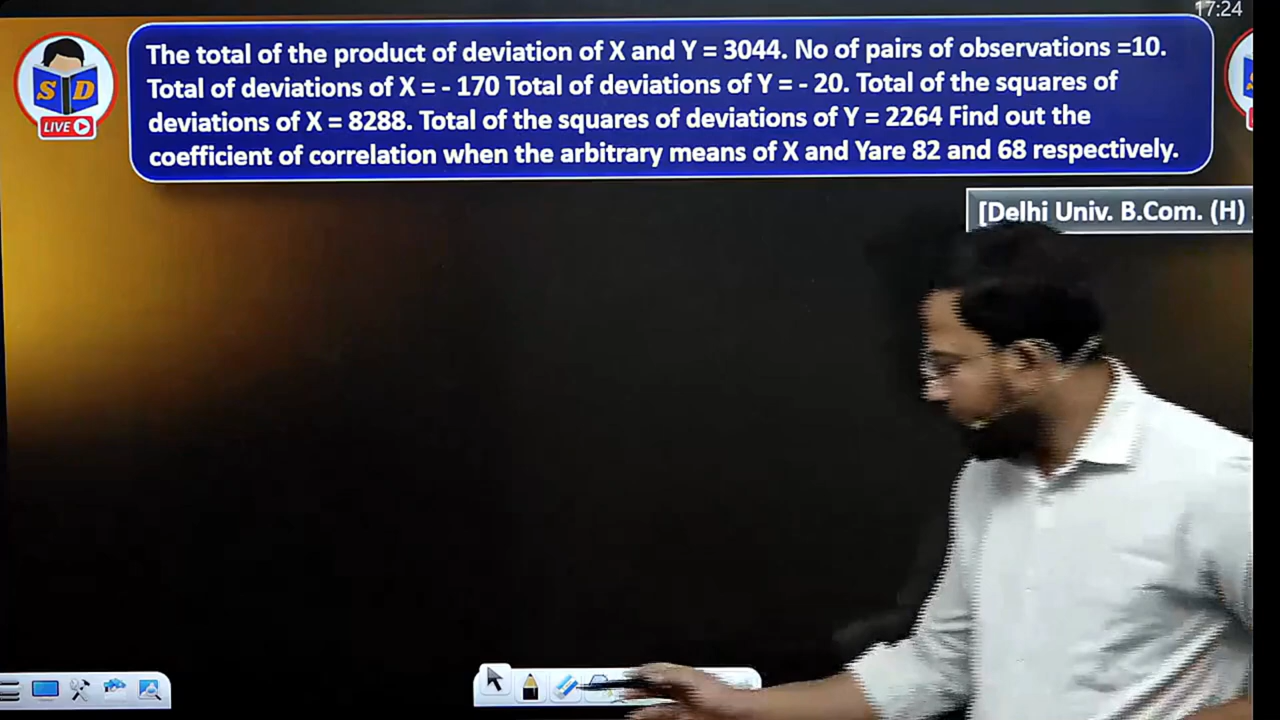 17:24
The total of the product of deviation of X and Y = 3044. No of pairs of observations =10.
Total of deviations of X = - 170 Total of deviations of Y = - 20. Total of the squares of
deviations of X = 8288. Total of the squares of deviations of Y = 2264 Find out the
coefficient of correlation when the arbitrary means of X and Yare 82 and 68 respectively.
S D
LIVE
[Delhi Univ. B.Com. (H)